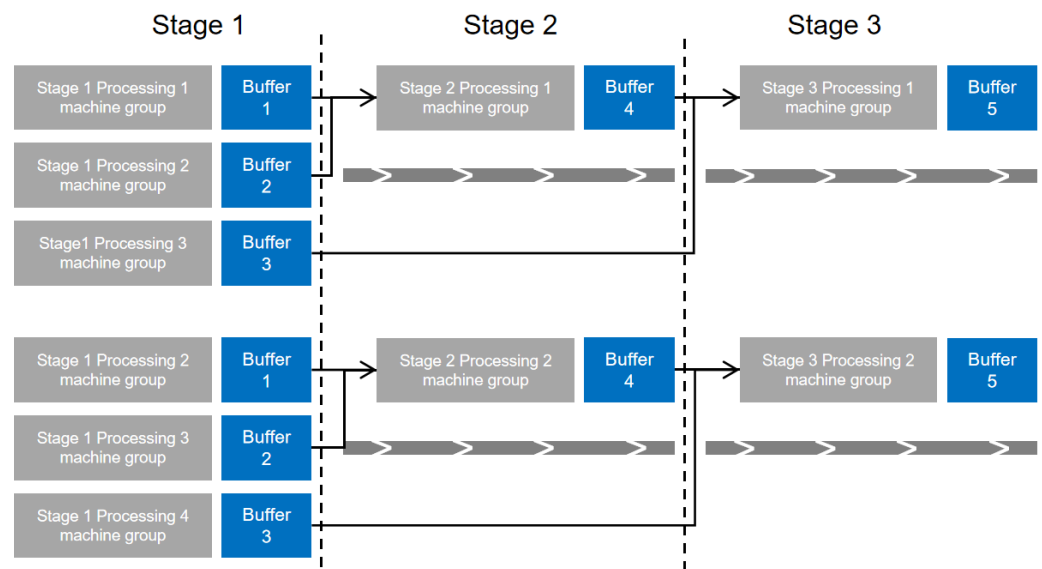 Stage 1
Stage 2
Stage 3
Stage 1 Processing 1
machine group
Buffer
1
Stage 2 Processing 1
machine group
Buffer
4
Stage 3 Processing 1
machine group
Buffer
5
Stage 1 Processing 2
machine group
Buffer
2
Stage1 Processing 3
machine group
Buffer
3
Stage 1 Processing 2
machine group
Buffer
1
Stage 2 Processing 2
machine group
Buffer
4
Stage 3 Processing 2
machine group
Buffer
5
Stage 1 Processing 3
machine group
Buffer
2
Stage 1 Processing 4
machine group
Buffer
3